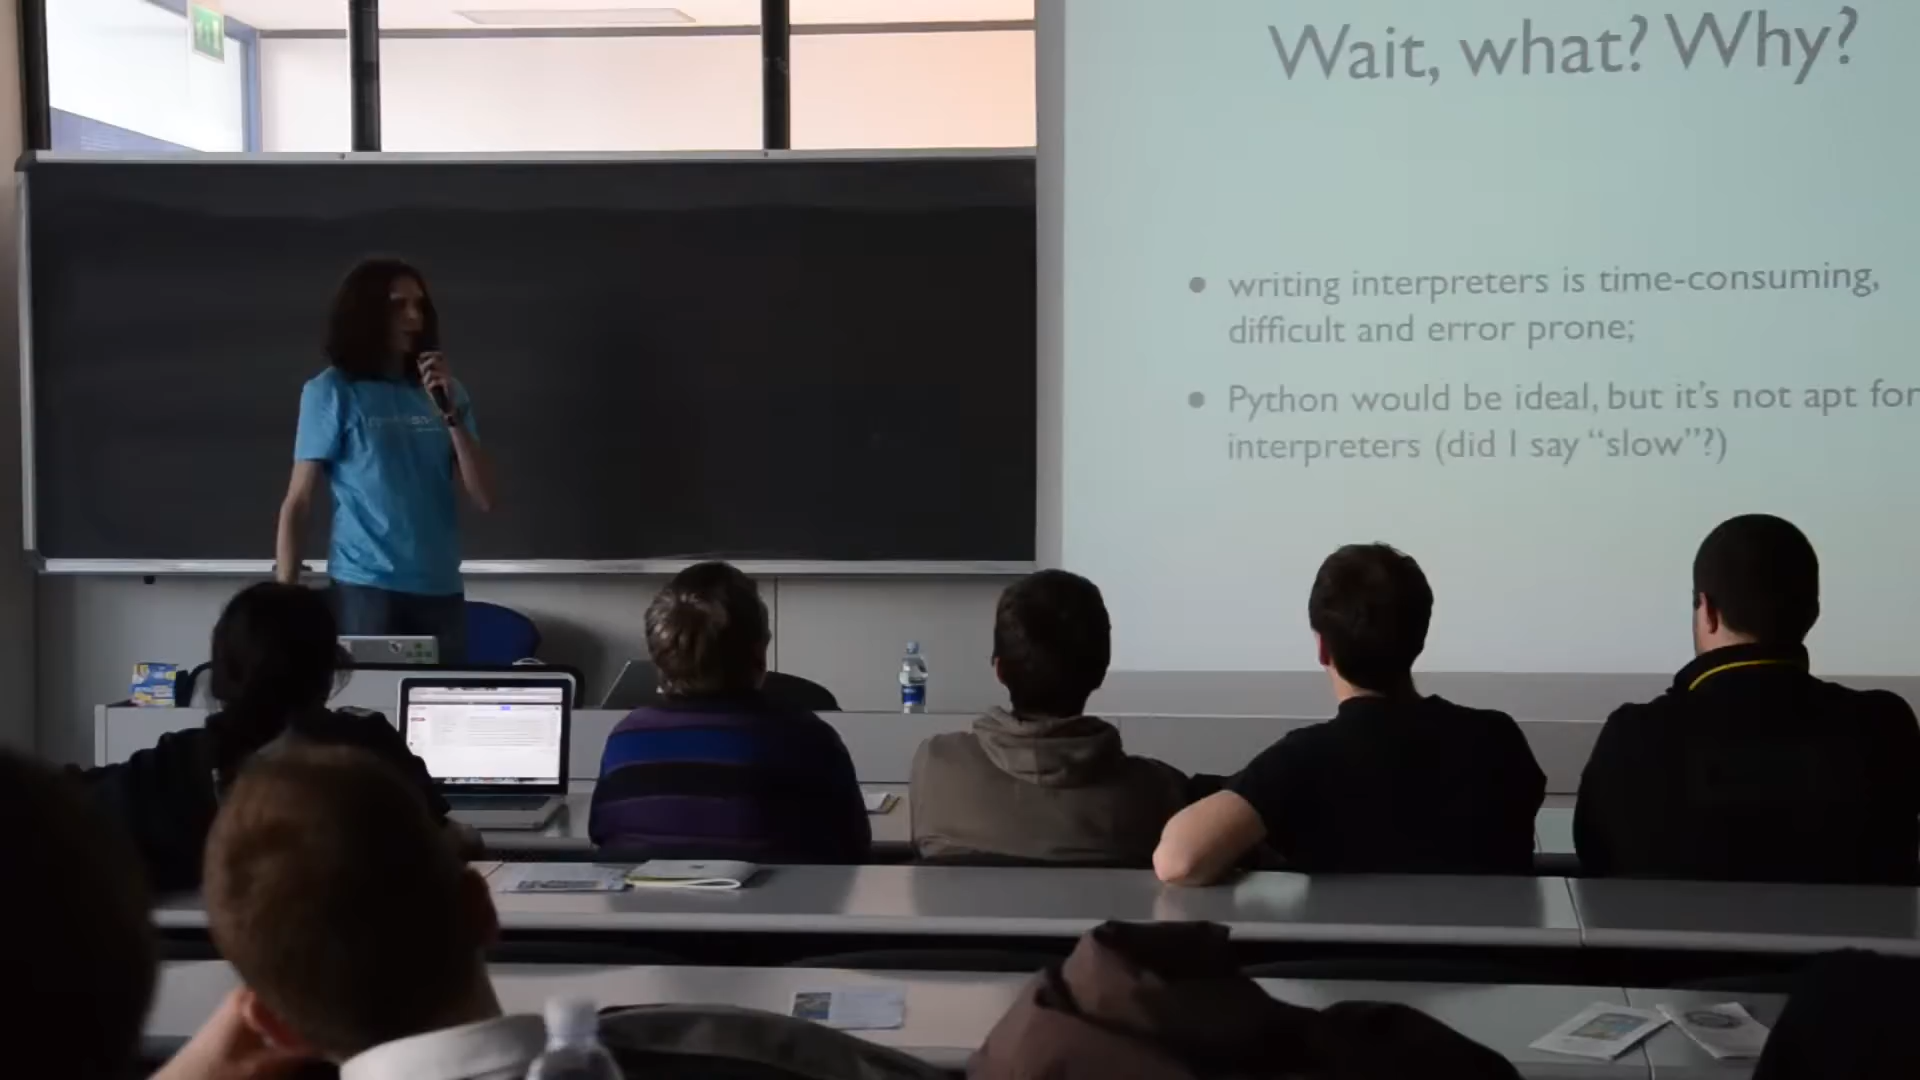 Wait, what? Why?
• writing interpreters is time-consuming,
difficult and error prone;
• Python would be ideal, but it's not apt for
interpreters (did I say “slow”?)